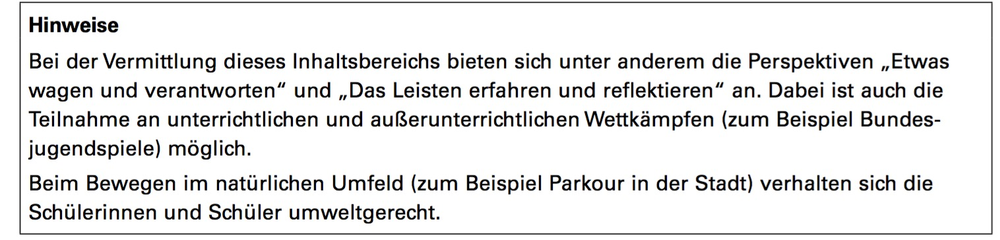 Hinweise
Bei der Vermittlung dieses Inhaltsbereichs bieten sich unter anderem die Perspektiven „Etwas
wagen und verantworten“ und „Das Leisten erfahren und reflektieren“ an. Dabei ist auch die
Teilnahme an unterrichtlichen und außerunterrichtlichen Wettkämpfen (zum Beispiel Bundes-
jugendspiele) möglich.
Beim Bewegen im natürlichen Umfeld (zum Beispiel Parkour in der Stadt) verhalten sich die
Schülerinnen und Schüler umweltgerecht.